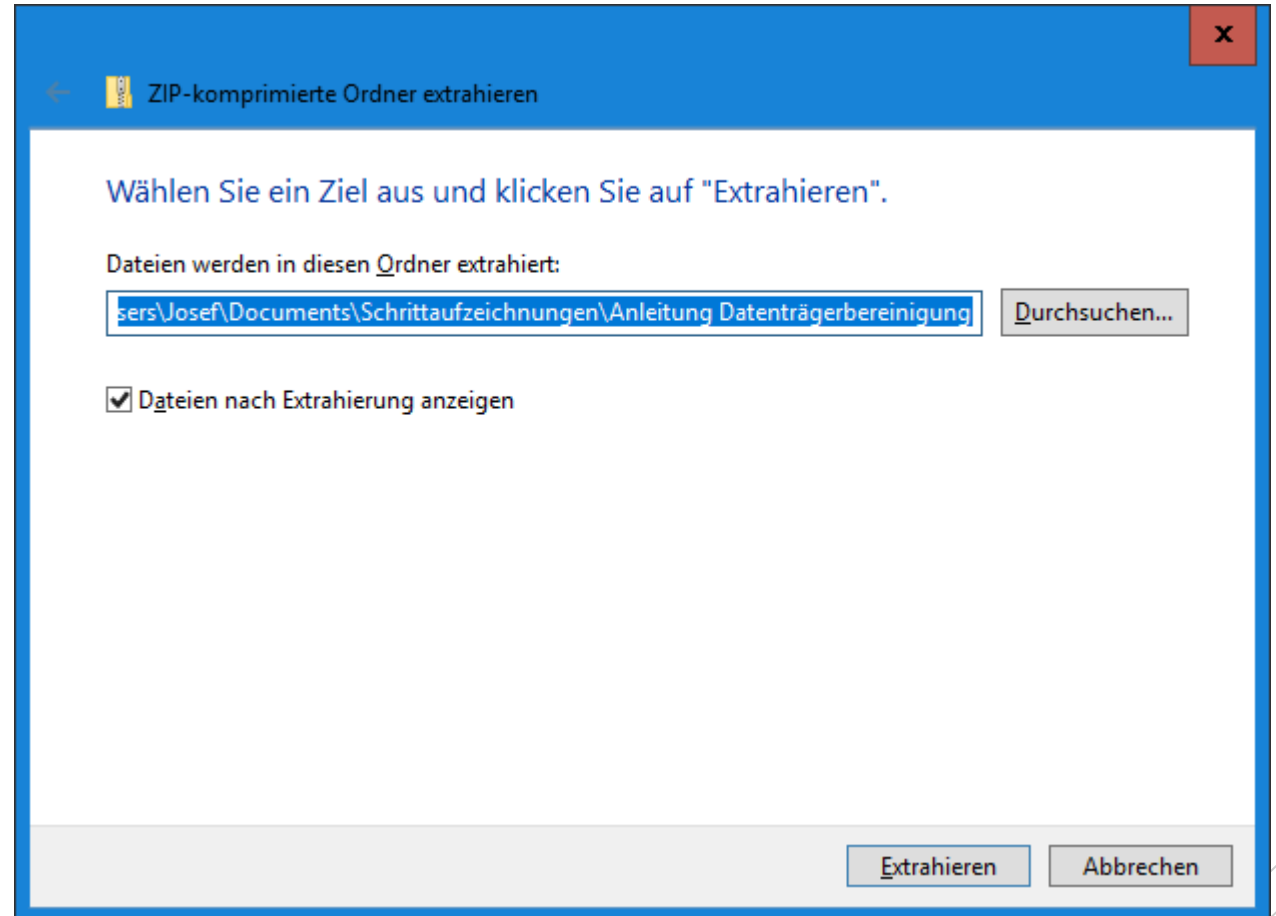 x
ZIP-komprimierte Ordner extrahieren
Wählen Sie ein Ziel aus und klicken Sie auf "Extrahieren".
Dateien werden in diesen Ordner extrahiert:
sers\Josef\Documents\Schrittaufzeichnungen\Anleitung Datenträgerbereinigung
Durchsuchen...
Dateien nach Extrahierung anzeigen
Extrahieren
Abbrechen